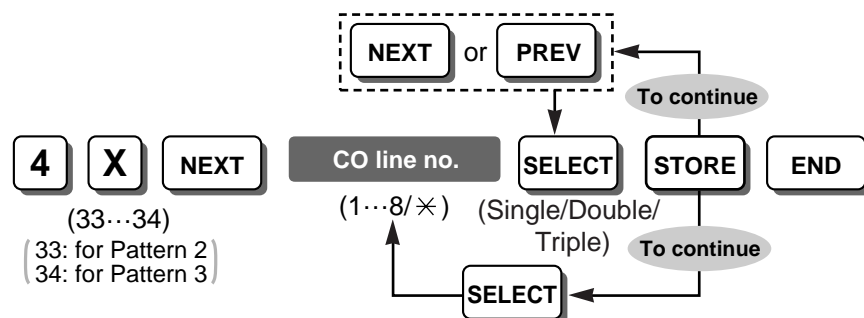 NEXT or PREV
To continue
4 X NEXT CO line no. SELECT STORE END
(33···34) (1···8/✳) (Single/Double/
Triple)
33: for Pattern 2
34: for Pattern 3
To continue
SELECT